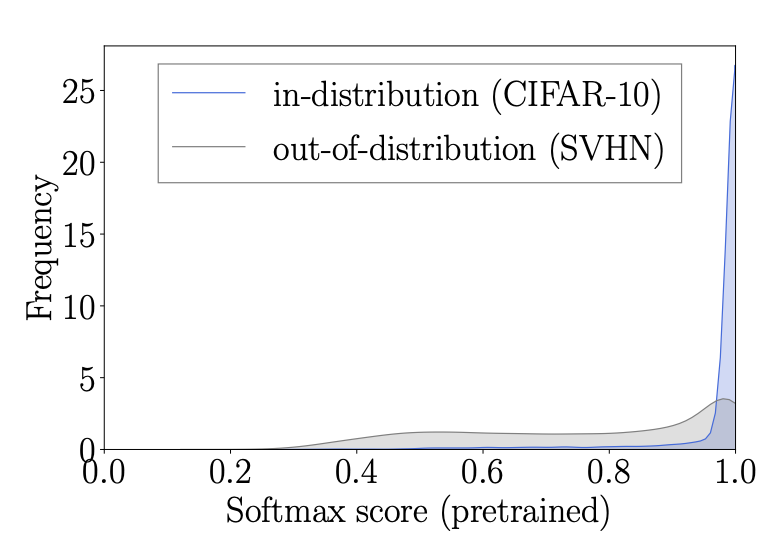 in-distribution (CIFAR-10)
out-of-distribution (SVHN)
Frequency
25
20
15
10
5
0
0.0 0.2 0.4 0.6 0.8 1.0
Softmax score (pretrained)